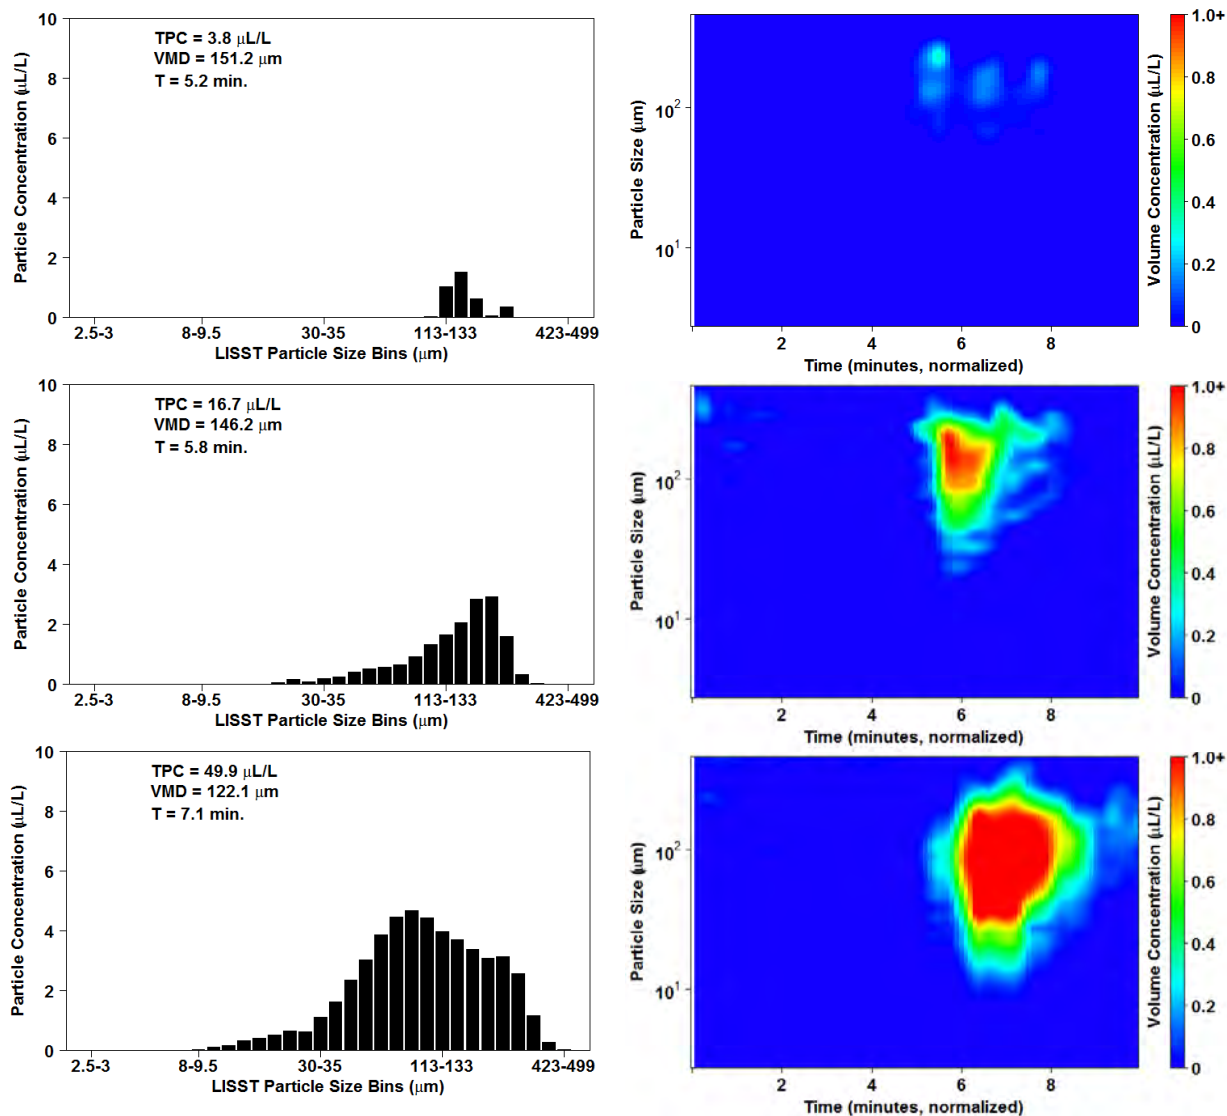 10
8
6
4
2
0
Particle Concentration (µL/L)
TPC = 3.8 µL/L
VMD = 151.2 µm
T = 5.2 min.
2.5-3 8-9.5 30-35 113-133 423-499
LISST Particle Size Bins (µm)
Particle Size (µm)
10²
10¹
2 4 6 8
Time (minutes, normalized)
Volume Concentration (µL/L)
1.0+
0.8
0.6
0.4
0.2
0
10
8
6
4
2
0
Particle Concentration (µL/L)
TPC = 16.7 µL/L
VMD = 146.2 µm
T = 5.8 min.
2.5-3 8-9.5 30-35 113-133 423-499
LISST Particle Size Bins (µm)
Particle Size (µm)
10²
10¹
2 4 6 8
Time (minutes, normalized)
Volume Concentration (µL/L)
1.0+
0.8
0.6
0.4
0.2
0
10
8
6
4
2
0
Particle Concentration (µL/L)
TPC = 49.9 µL/L
VMD = 122.1 µm
T = 7.1 min.
2.5-3 8-9.5 30-35 113-133 423-499
LISST Particle Size Bins (µm)
Particle Size (µm)
10²
10¹
2 4 6 8
Time (minutes, normalized)
Volume Concentration (µL/L)
1.0+
0.8
0.6
0.4
0.2
0